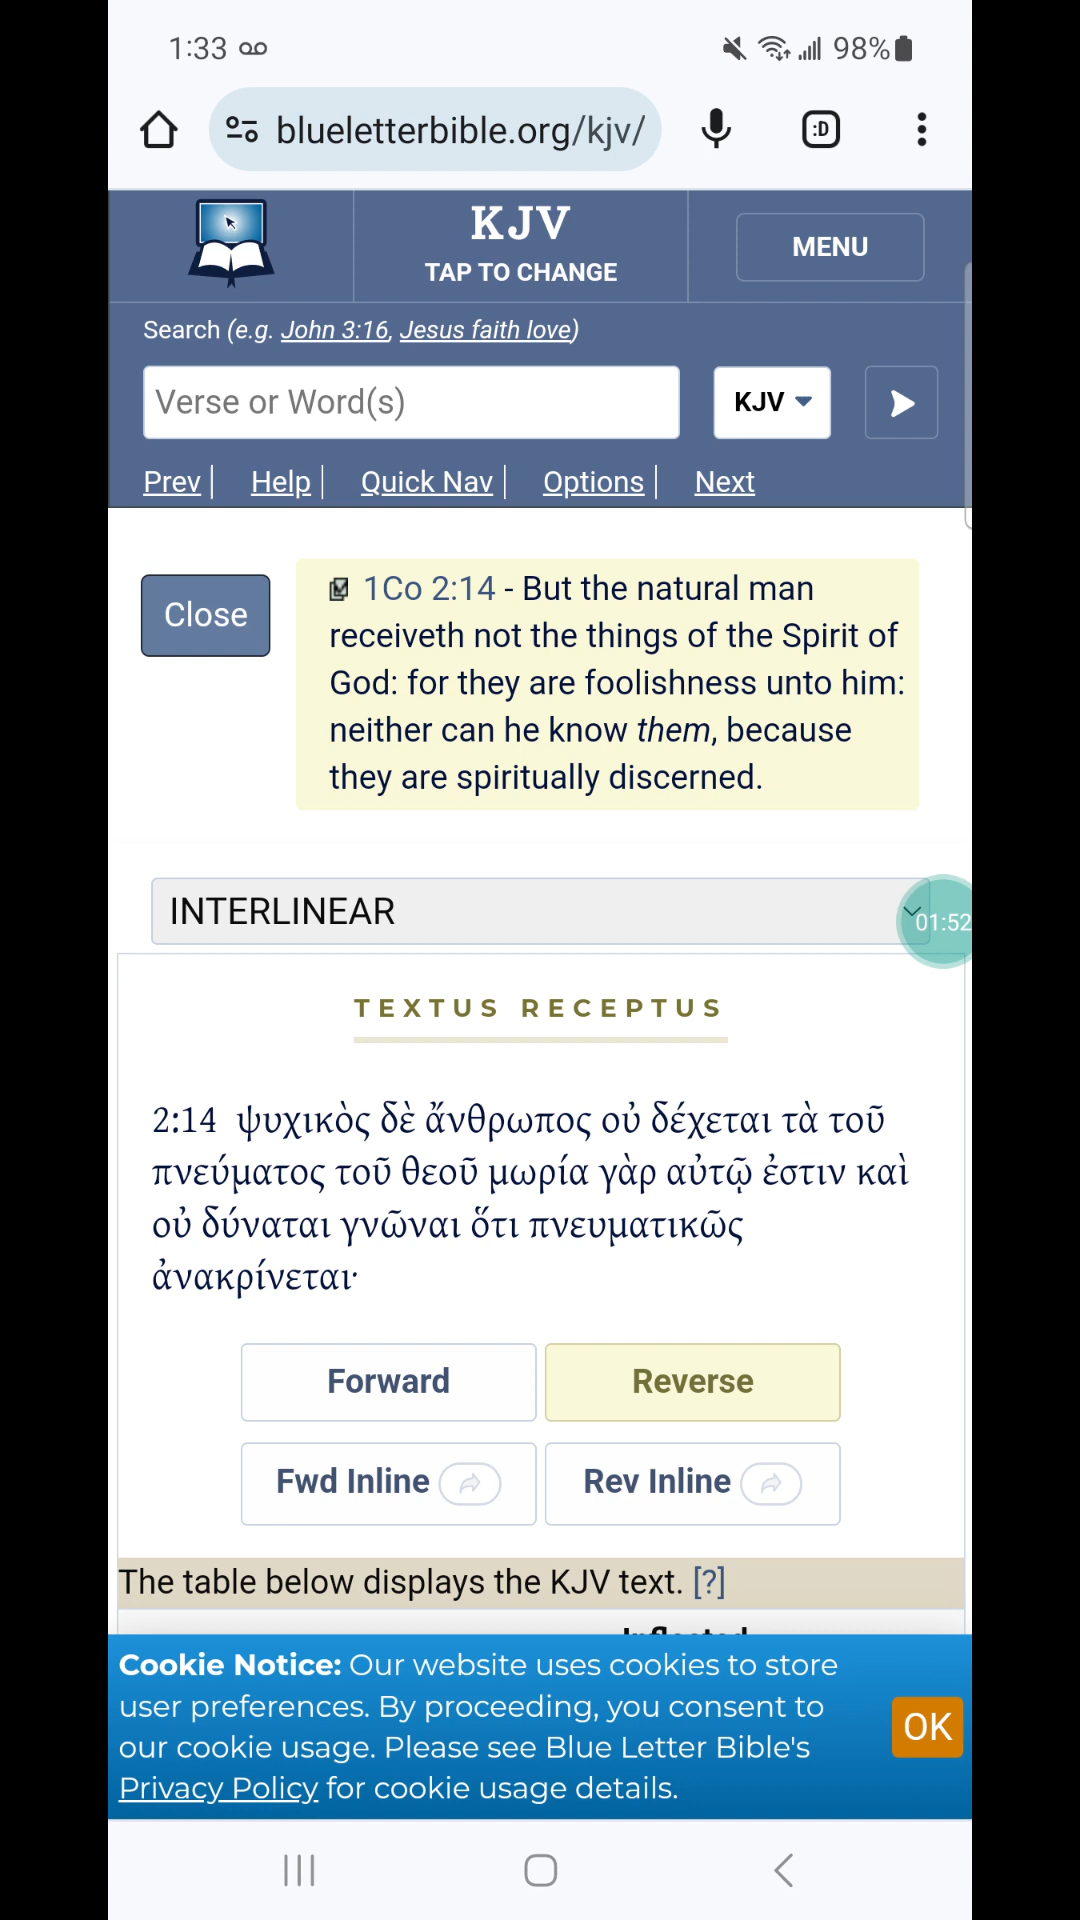 1:33
98%
blueletterbible.org/kjv/
:D
KJV
TAP TO CHANGE
MENU
Search (e.g. John 3:16, Jesus faith love)
Verse or Word(s)
KJV
Prev | Help | Quick Nav | Options | Next
Close
1Co 2:14 - But the natural man
receiveth not the things of the Spirit of
God: for they are foolishness unto him:
neither can he know them, because
they are spiritually discerned.
INTERLINEAR
01:52
TEXTUS RECEPTUS
2:14 ψυχικὸς δὲ ἄνθρωπος οὐ δέχεται τὰ τοῦ
πνεύματος τοῦ θεοῦ μωρία γὰρ αὐτῷ ἐστιν καὶ
οὐ δύναται γνῶναι ὅτι πνευματικῶς
ἀνακρίνεται·
Forward
Reverse
Fwd Inline
Rev Inline
The table below displays the KJV text. [?]
Cookie Notice: Our website uses cookies to store
user preferences. By proceeding, you consent to
our cookie usage. Please see Blue Letter Bible's
Privacy Policy for cookie usage details.
OK